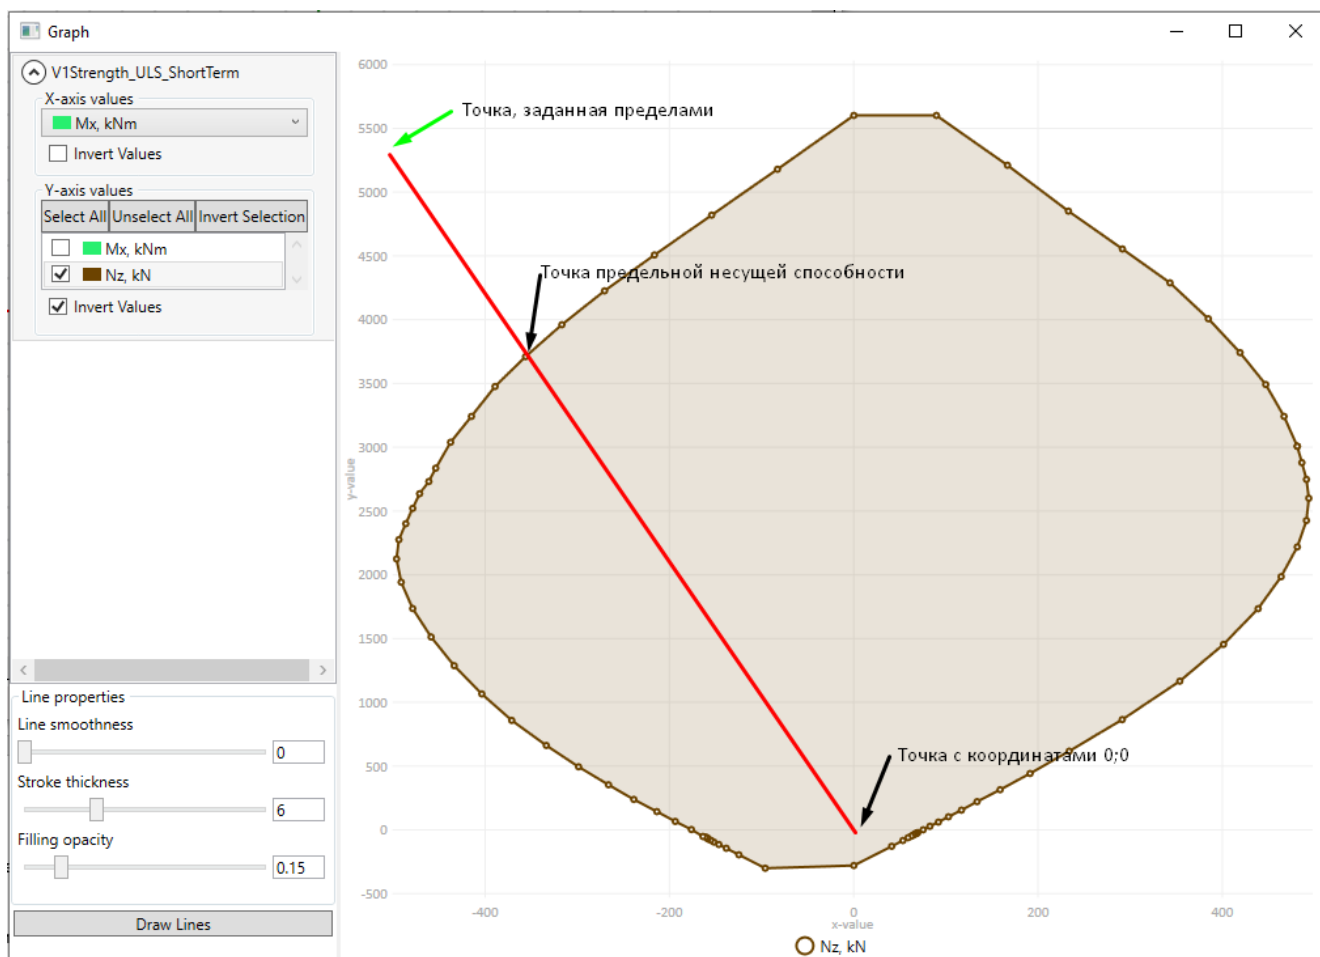 Graph
V1Strength_ULS_ShortTerm
X-axis values
Mx, kNm
Invert Values
Y-axis values
Select All Unselect All Invert Selection
Mx, kNm
Nz, kN
Invert Values
Line properties
Line smoothness
0
Stroke thickness
6
Filling opacity
0.15
Draw Lines
6000
5500
5000
4500
4000
3500
3000
2500
2000
1500
1000
500
0
-500
y-value
Точка, заданная пределами
Точка предельной несущей способности
Точка с координатами 0;0
-400 -200 0 200 400
x-value
Nz, kN